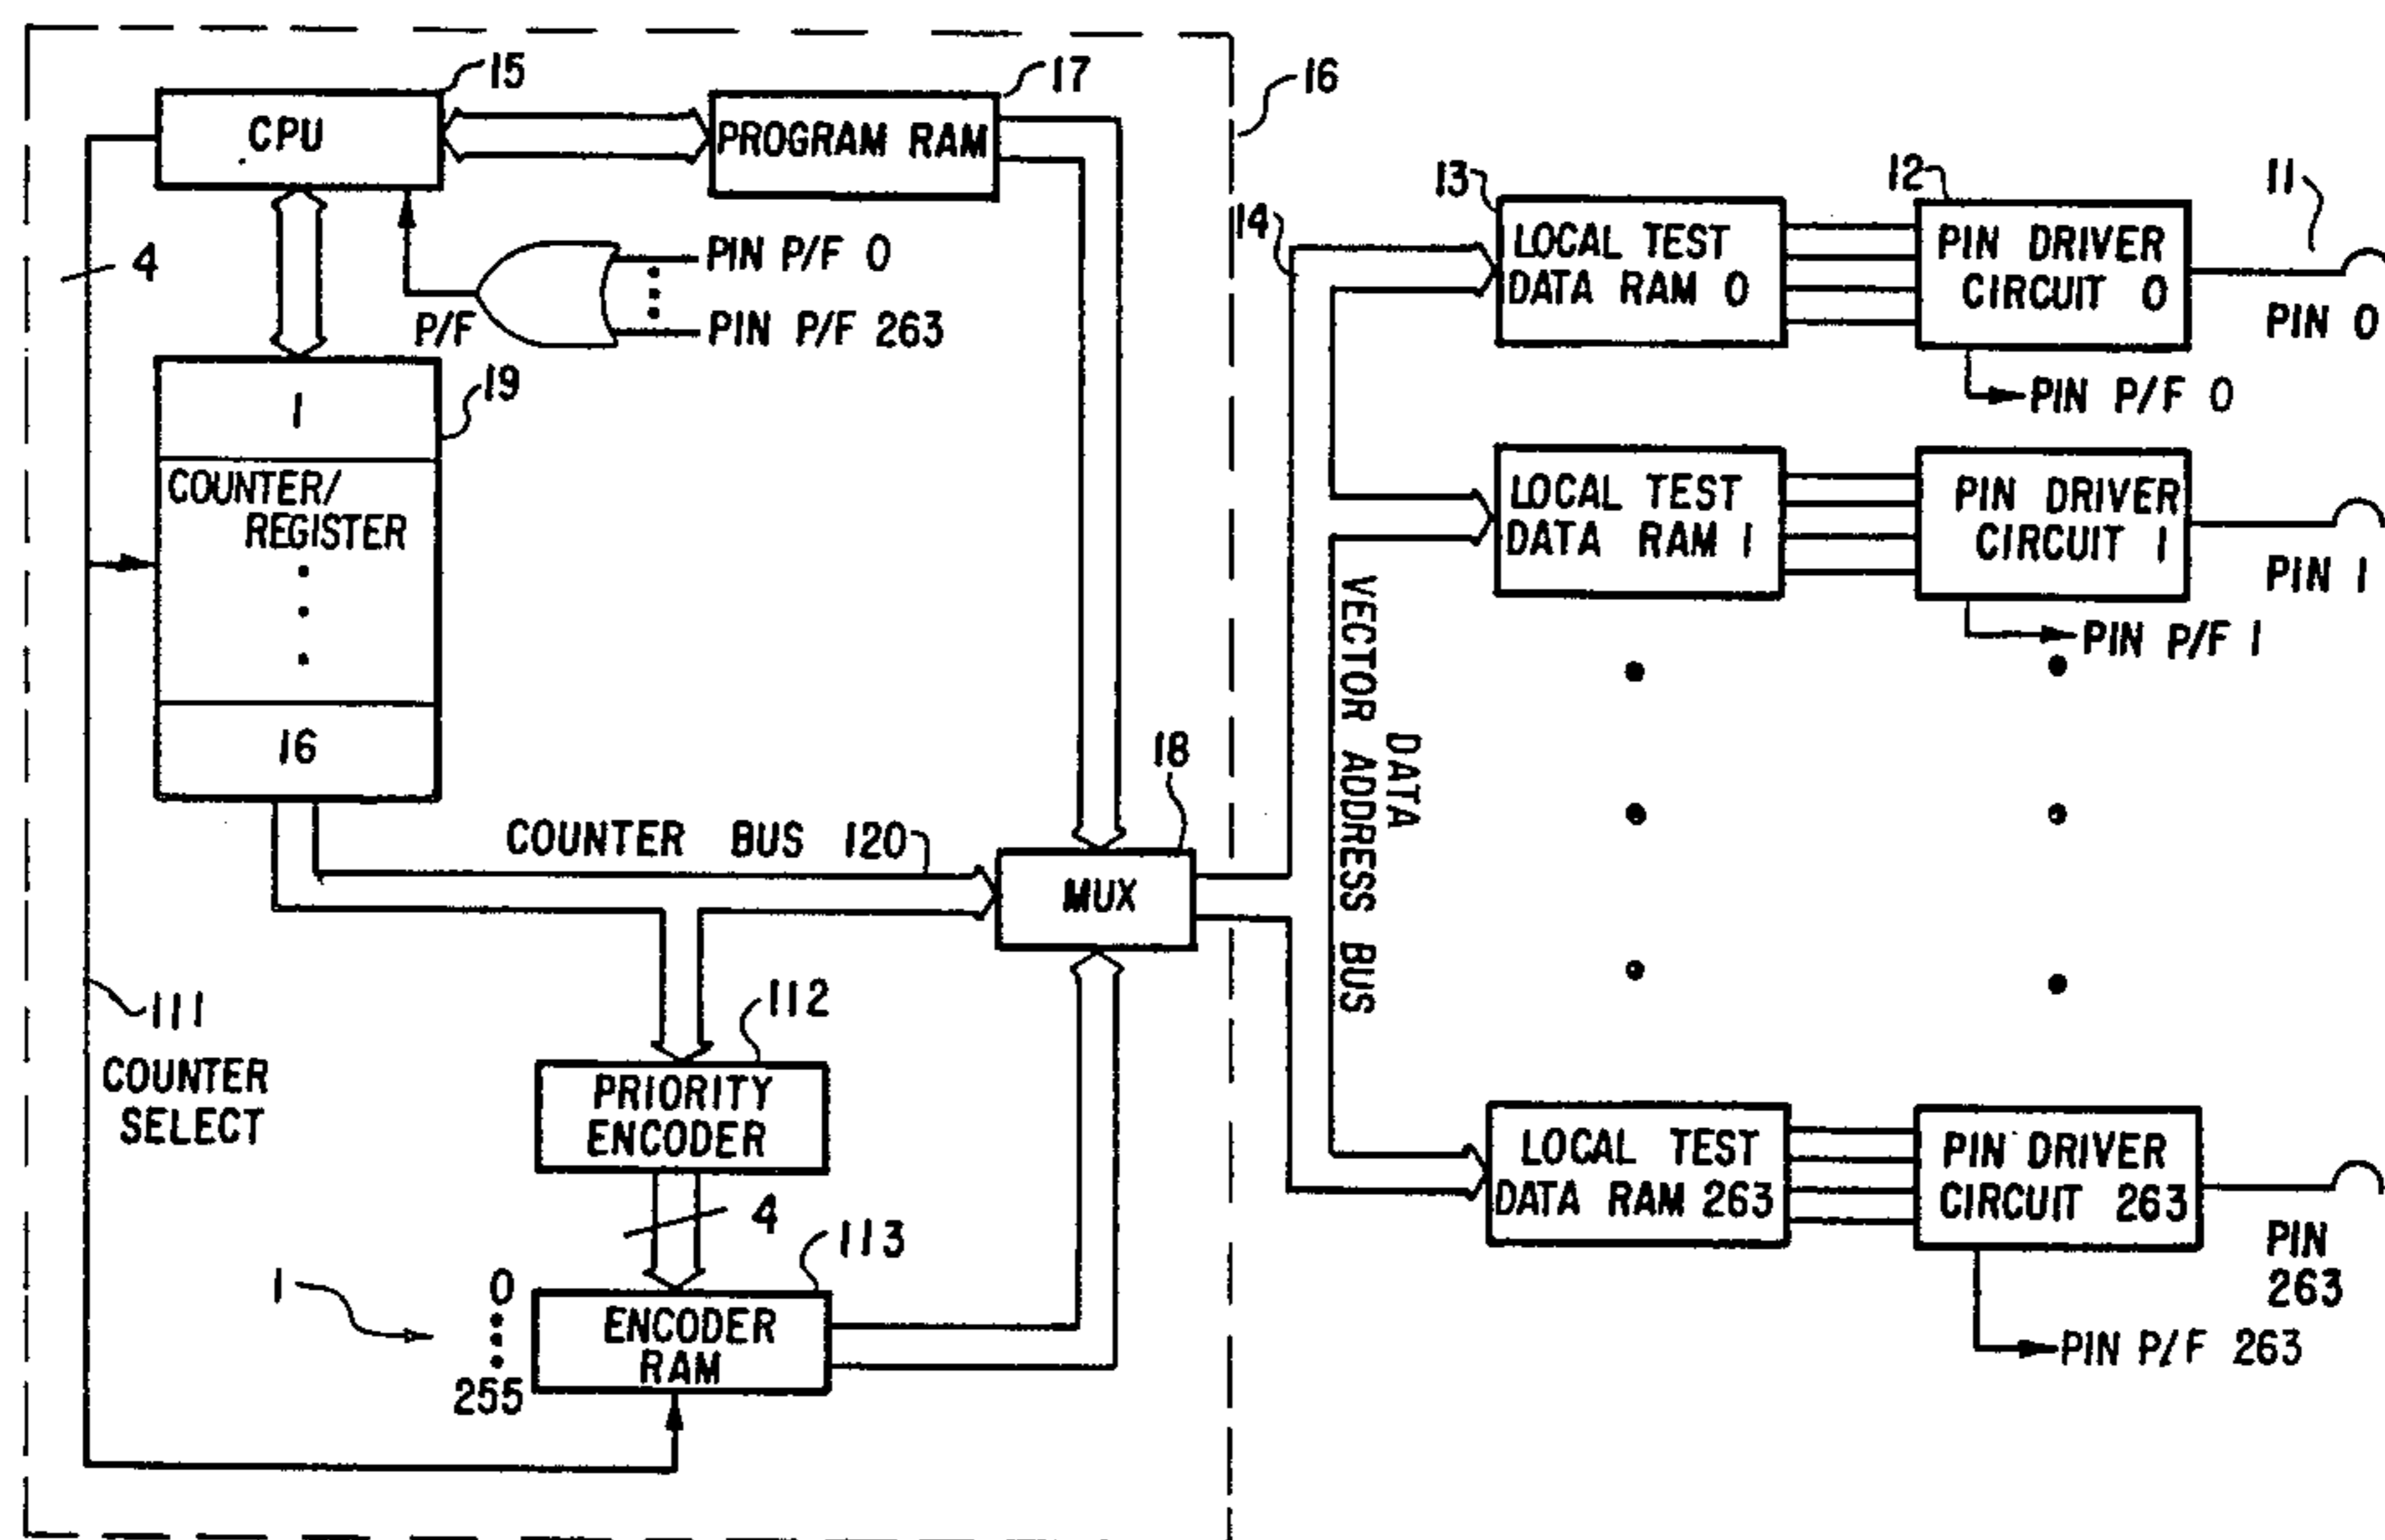 15
CPU
17
PROGRAM RAM
16
4
PIN P/F 0
P/F
PIN P/F 263
19
1
COUNTER/
REGISTER
16
COUNTER BUS 120
18
MUX
111
COUNTER
SELECT
112
PRIORITY
ENCODER
4
113
1
0
255
ENCODER
RAM
14
DATA
VECTOR ADDRESS BUS
13
LOCAL TEST
DATA RAM 0
12
PIN DRIVER
CIRCUIT 0
11
PIN 0
PIN P/F 0
LOCAL TEST
DATA RAM 1
PIN DRIVER
CIRCUIT 1
PIN 1
PIN P/F 1
LOCAL TEST
DATA RAM 263
PIN DRIVER
CIRCUIT 263
PIN
263
PIN P/F 263